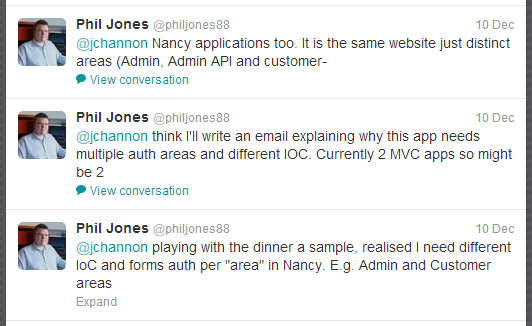 Phil Jones @philjones88 10 Dec
@jchannon Nancy applications too. It is the same website just distinct
areas (Admin, Admin API and customer-
View conversation
Phil Jones @philjones88 10 Dec
@jchannon think I'll write an email explaining why this app needs
multiple auth areas and different IOC. Currently 2 MVC apps so might
be 2
View conversation
Phil Jones @philjones88 10 Dec
@jchannon playing with the dinner a sample, realised I need different
IoC and forms auth per "area" in Nancy. E.g. Admin and Customer
areas
Expand